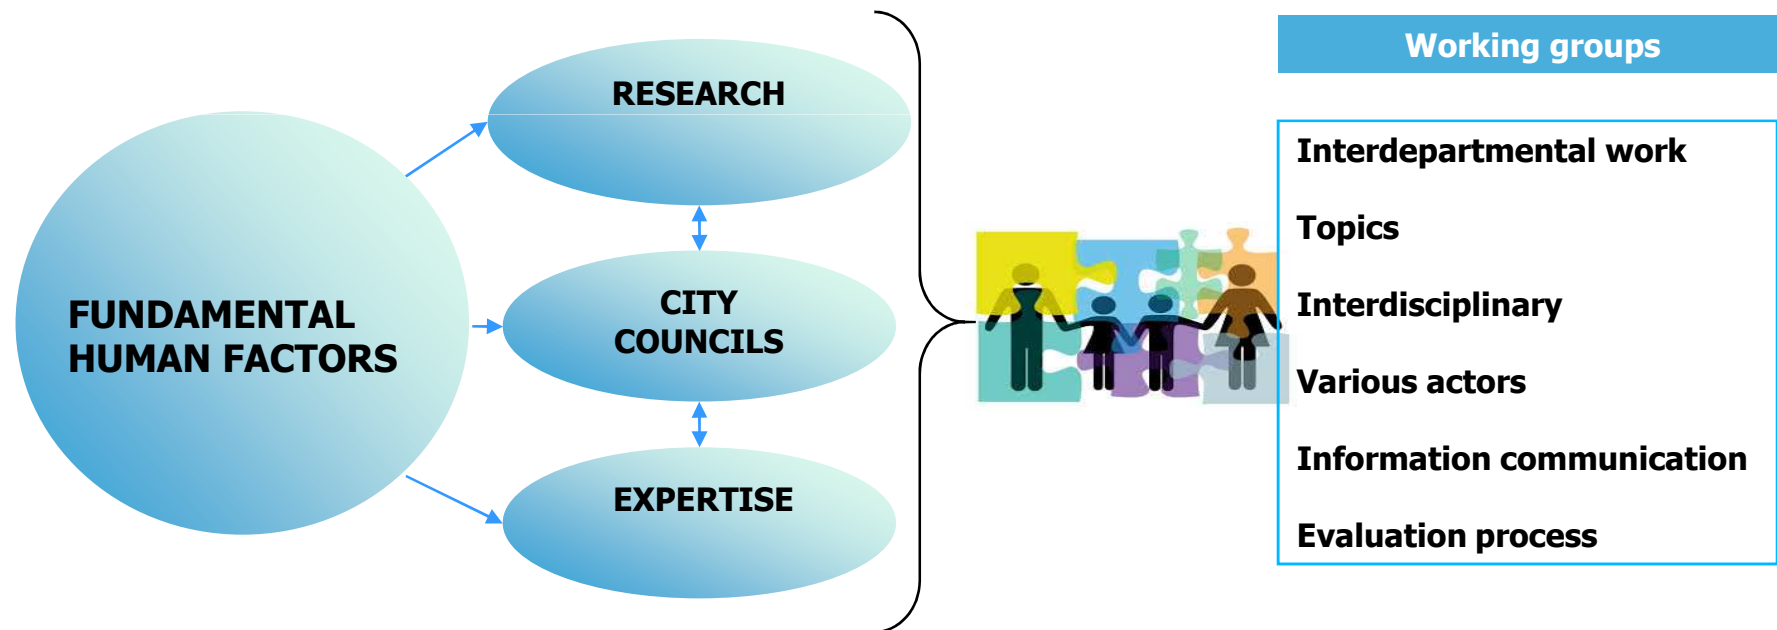 FUNDAMENTAL
HUMAN FACTORS
RESEARCH
CITY
COUNCILS
EXPERTISE
Working groups
Interdepartmental work
Topics
Interdisciplinary
Various actors
Information communication
Evaluation process